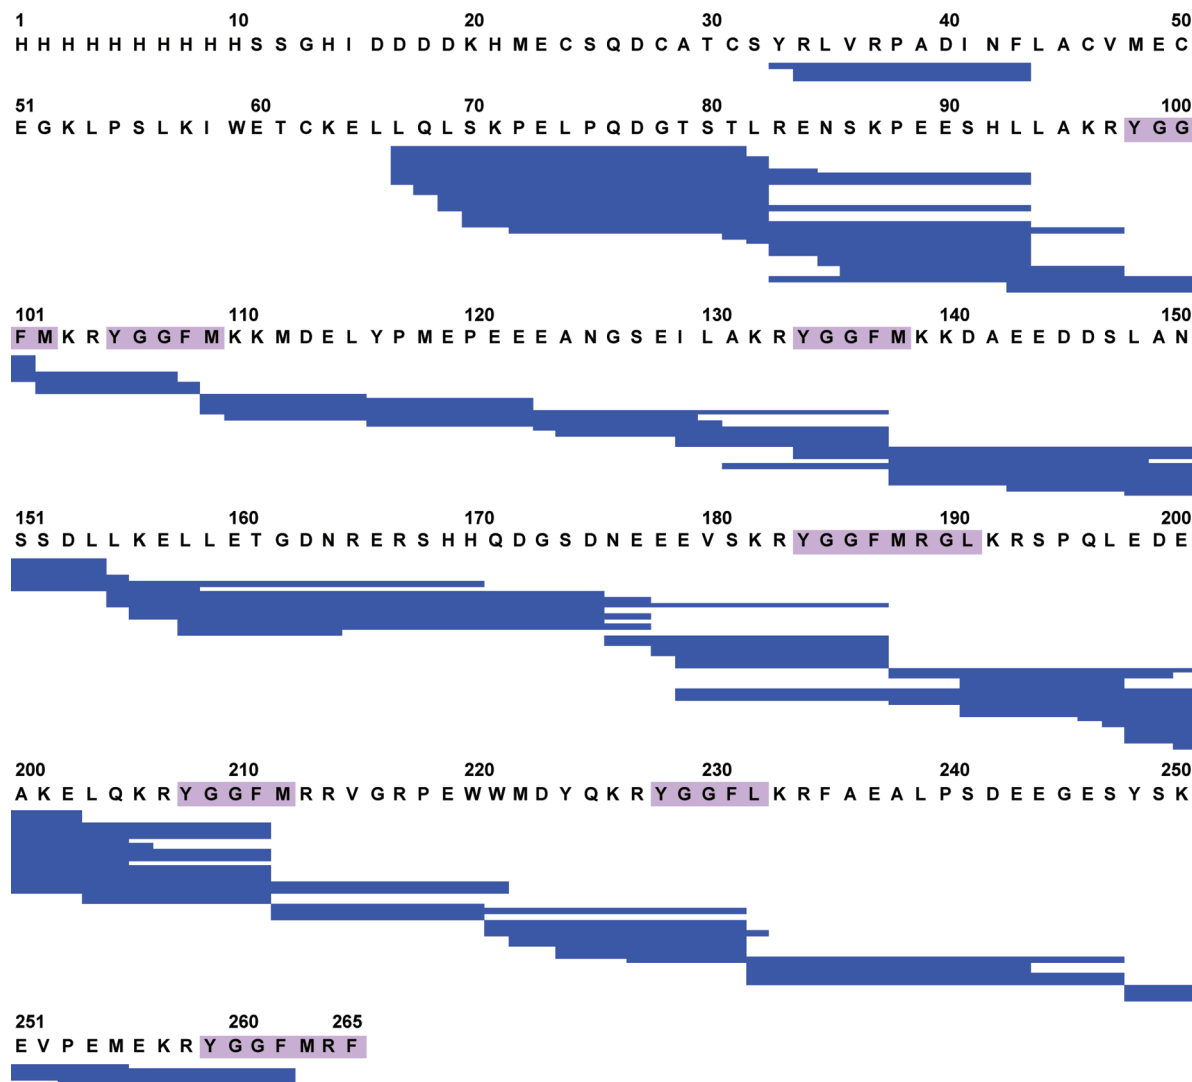 1 10 20 30 40 50
H H H H H H H H H H S S G H I D D D D K H M E C S Q D C A T C S Y R L V R P A D I N F L A C V M E C
51 60 70 80 90 100
E G K L P S L K I W E T C K E L L Q L S K P E L P Q D G T S T L R E N S K P E E S H L L A K R Y G G
101 110 120 130 140 150
F M K R Y G G F M K K M D E L Y P M E P E E E A N G S E I L A K R Y G G F M K K D A E E D D S L A N
151 160 170 180 190 200
S S D L L K E L L E T G D N R E R S H H Q D G S D N E E E V S K R Y G G F M R G L K R S P Q L E D E
200 210 220 230 240 250
A K E L Q K R Y G G F M R R V G R P E W W M D Y Q K R Y G G F L K R F A E A L P S D E E G E S Y S K
251 260 265
E V P E M E K R Y G G F M R F